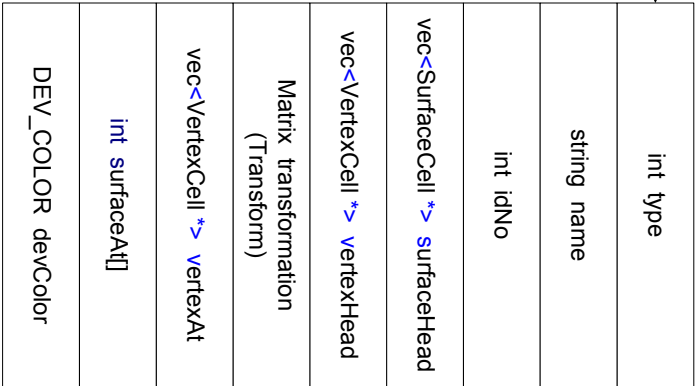 int type
string name
int idNo
vec<SurfaceCell *> surfaceHead
vec<VertexCell *> vertexHead
Matrix transformation
(Transform)
vec<VertexCell *> vertexAt
int surfaceAt[]
DEV_COLOR devColor